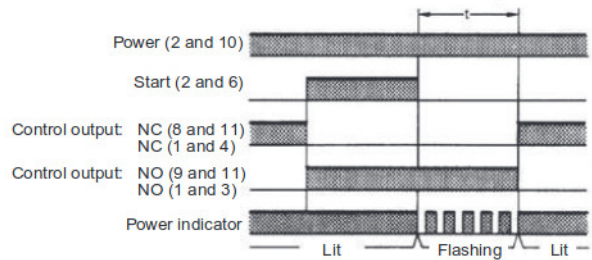 t
Power (2 and 10)
Start (2 and 6)
Control output: NC (8 and 11)
NC (1 and 4)
Control output: NO (9 and 11)
NO (1 and 3)
Power indicator
Lit Flashing Lit